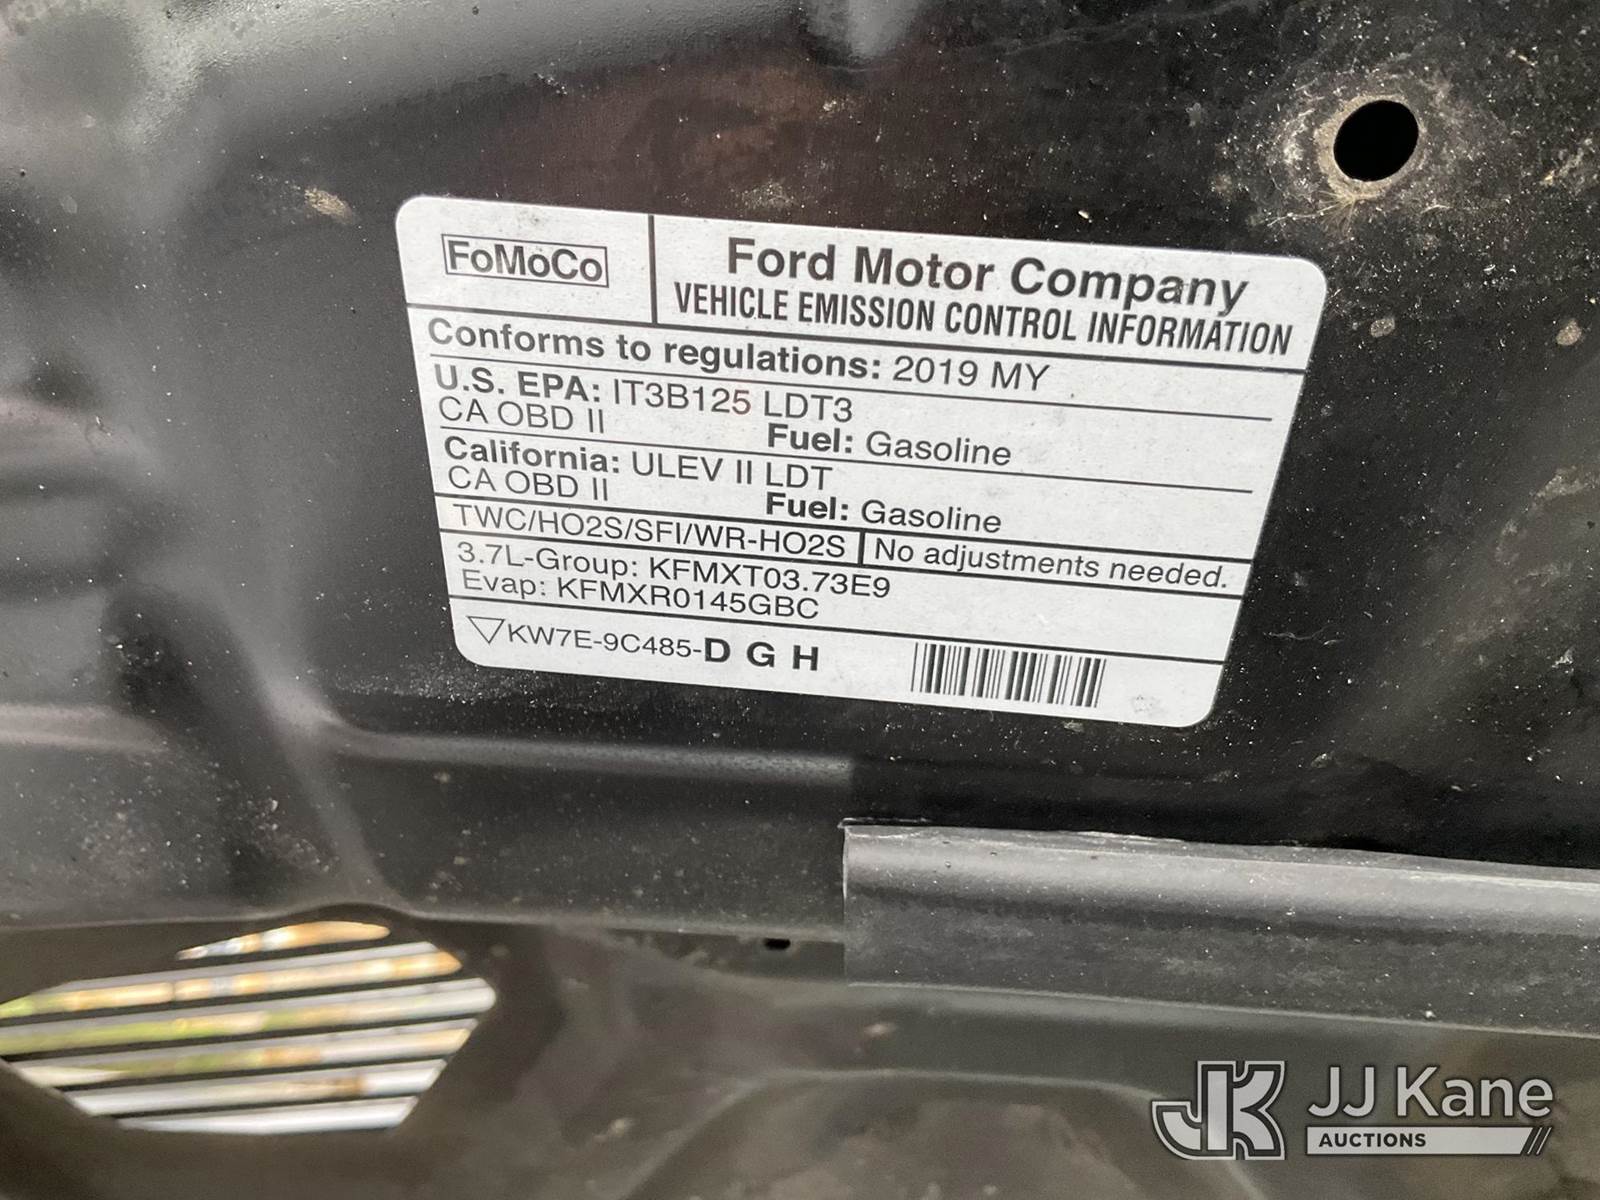 FoMoCo
Ford Motor Company
VEHICLE EMISSION CONTROL INFORMATION
Conforms to regulations: 2019 MY
U.S. EPA: IT3B125 LDT3
CA OBD II Fuel: Gasoline
California: ULEV II LDT
CA OBD II Fuel: Gasoline
TWC/HO2S/SFI/WR-HO2S No adjustments needed.
3.7L-Group: KFMXT03.73E9
Evap: KFMXR0145GBC
KW7E-9C485-D G H
JK JJ Kane
AUCTIONS